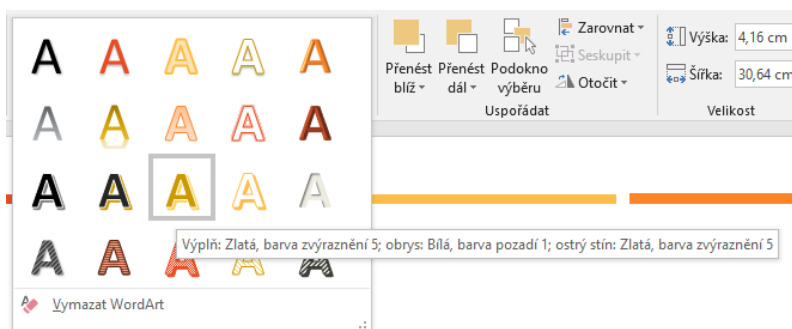 A A A A A
A A A A A
A A A A A
A A A A A
Vymazat WordArt
Přenést blíž
Přenést dál
Podokno výběru
Zarovnat
Seskupit
Otočit
Uspořádat
Výška: 4,16 cm
Šířka: 30,64 cm
Velikost
Výplň: Zlatá, barva zvýraznění 5; obrys: Bílá, barva pozadí 1; ostrý stín: Zlatá, barva zvýraznění 5